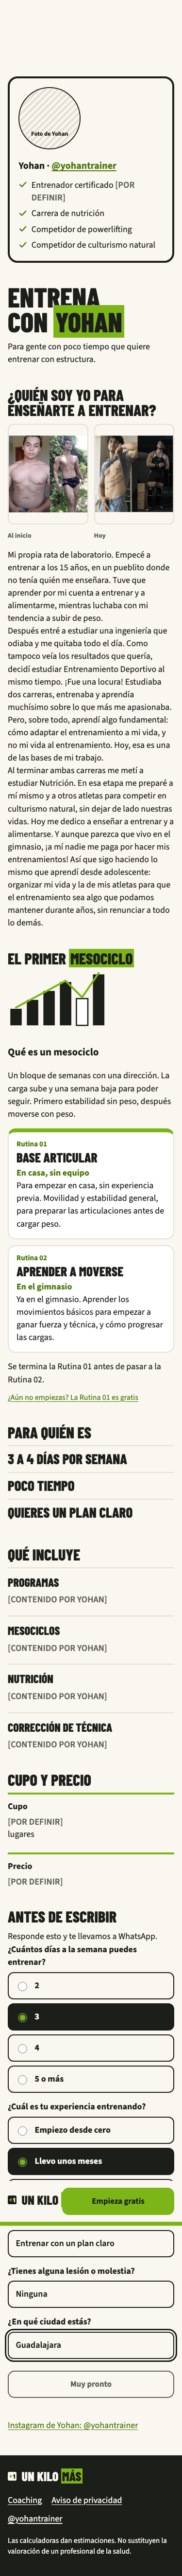 Foto de Yohan
Yohan · @yohantrainer
Entrenador certificado [POR
DEFINIR]
Carrera de nutrición
Competidor de powerlifting
Competidor de culturismo natural
ENTRENA
CON YOHAN
Para gente con poco tiempo que quiere
entrenar con estructura.
¿QUIÉN SOY YO PARA
ENSEÑARTE A ENTRENAR?
Al inicio
Hoy
Mi propia rata de laboratorio. Empecé a
entrenar a los 15 años, en un pueblito donde
no tenía quién me enseñara. Tuve que
aprender por mi cuenta a entrenar y a
alimentarme, mientras luchaba con mi
tendencia a subir de peso.
Después entré a estudiar una ingeniería que
odiaba y me quitaba todo el día. Como
tampoco veía los resultados que quería,
decidí estudiar Entrenamiento Deportivo al
mismo tiempo. ¡Fue una locura! Estudiaba
dos carreras, entrenaba y aprendía
muchísimo sobre lo que más me apasionaba.
Pero, sobre todo, aprendí algo fundamental:
cómo adaptar el entrenamiento a mi vida, y
no mi vida al entrenamiento. Hoy, esa es una
de las bases de mi trabajo.
Al terminar ambas carreras me metí a
estudiar Nutrición. En esa etapa me preparé a
mí mismo y a otros atletas para competir en
culturismo natural, sin dejar de lado nuestras
vidas. Hoy me dedico a enseñar a entrenar y a
alimentarse. Y aunque parezca que vivo en el
gimnasio, ¡a mí nadie me paga por hacer mis
entrenamientos! Así que sigo haciendo lo
mismo que aprendí desde adolescente:
organizar mi vida y la de mis atletas para que
el entrenamiento sea algo que podamos
mantener durante años, sin renunciar a todo
lo demás.
EL PRIMER MESOCICLO
Qué es un mesociclo
Un bloque de semanas con una dirección. La
carga sube y una semana baja para poder
seguir. Primero estabilidad sin peso, después
moverse con peso.
Rutina 01
BASE ARTICULAR
En casa, sin equipo
Para empezar en casa, sin experiencia
previa. Movilidad y estabilidad general,
para preparar las articulaciones antes de
cargar peso.
Rutina 02
APRENDER A MOVERSE
En el gimnasio
Ya en el gimnasio. Aprender los
movimientos básicos para empezar a
ganar fuerza y técnica, y cómo progresar
las cargas.
Se termina la Rutina 01 antes de pasar a la
Rutina 02.
¿Aún no empiezas? La Rutina 01 es gratis
PARA QUIÉN ES
3 A 4 DÍAS POR SEMANA
POCO TIEMPO
QUIERES UN PLAN CLARO
QUÉ INCLUYE
PROGRAMAS
[CONTENIDO POR YOHAN]
MESOCICLOS
[CONTENIDO POR YOHAN]
NUTRICIÓN
[CONTENIDO POR YOHAN]
CORRECCIÓN DE TÉCNICA
[CONTENIDO POR YOHAN]
CUPO Y PRECIO
Cupo
[POR DEFINIR]
lugares
Precio
[POR DEFINIR]
ANTES DE ESCRIBIR
Responde esto y te llevamos a WhatsApp.
¿Cuántos días a la semana puedes
entrenar?
2
3
4
5 o más
¿Cuál es tu experiencia entrenando?
Empiezo desde cero
Llevo unos meses
UN KILO
Empieza gratis
Entrenar con un plan claro
¿Tienes alguna lesión o molestia?
Ninguna
¿En qué ciudad estás?
Guadalajara
Muy pronto
Instagram de Yohan: @yohantrainer
UN KILO MÁS
Coaching Aviso de privacidad
@yohantrainer
Las calculadoras dan estimaciones. No sustituyen la
valoración de un profesional de la salud.